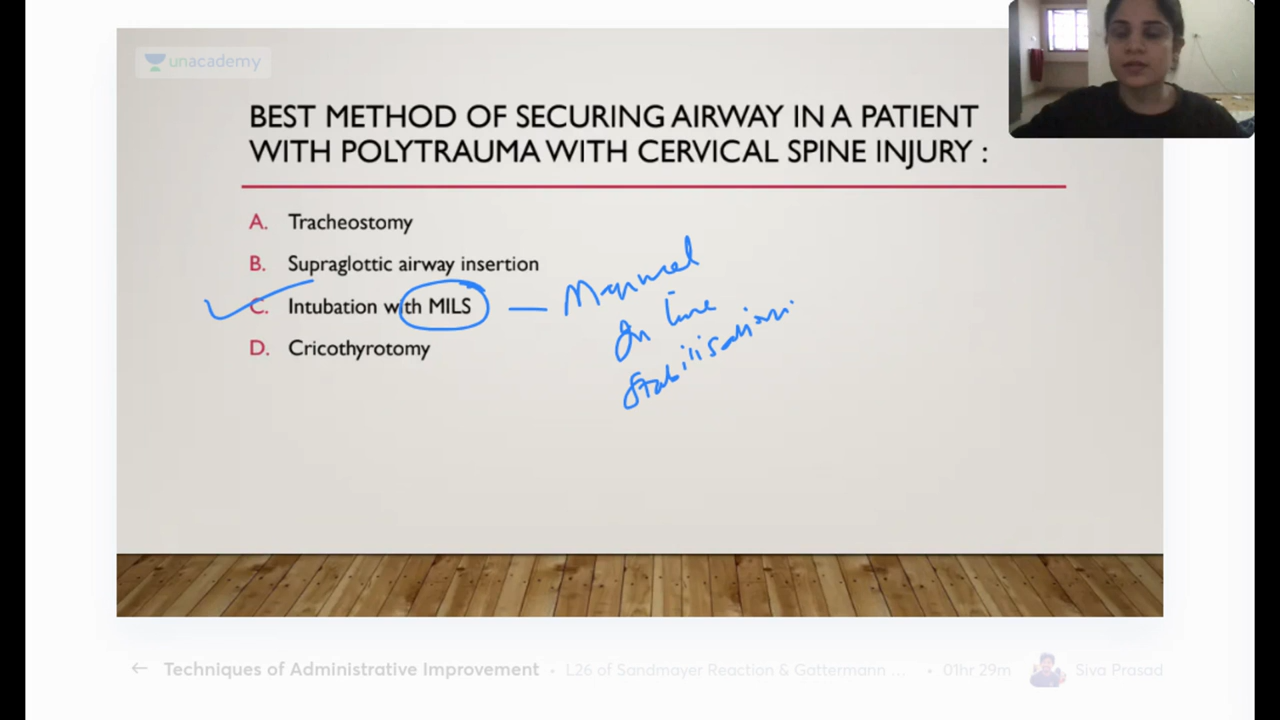 unacademy
BEST METHOD OF SECURING AIRWAY IN A PATIENT
WITH POLYTRAUMA WITH CERVICAL SPINE INJURY :
A. Tracheostomy
B. Supraglottic airway insertion
C. Intubation with MILS — Manual
In line
stabilisation.
D. Cricothyrotomy
← Techniques of Administrative Improvement • L26 of Sandmayer Reaction & Gattermann ... • 01hr 29m Siva Prasad